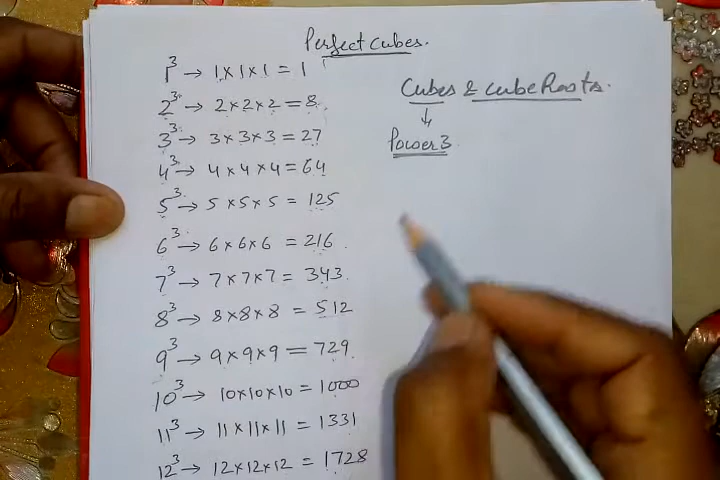 Perfect Cubes.
1³ → 1 × 1 × 1 = 1
2³ → 2 × 2 × 2 = 8
3³ → 3 × 3 × 3 = 27
4³ → 4 × 4 × 4 = 64
5³ → 5 × 5 × 5 = 125
6³ → 6 × 6 × 6 = 216
7³ → 7 × 7 × 7 = 343
8³ → 8 × 8 × 8 = 512
9³ → 9 × 9 × 9 = 729
10³ → 10 × 10 × 10 = 1000
11³ → 11 × 11 × 11 = 1331
12³ → 12 × 12 × 12 = 1728
Cubes & cube Roots.
↓
Power 3